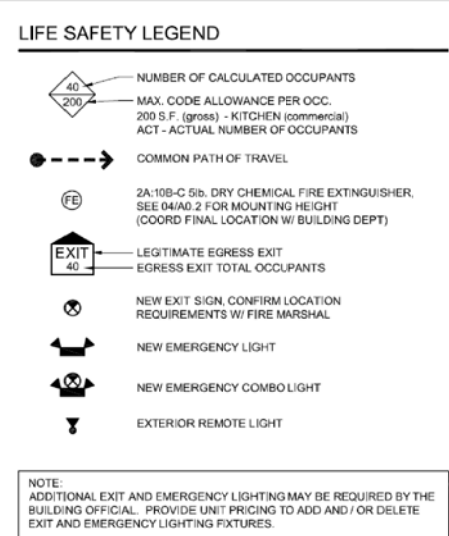 LIFE SAFETY LEGEND
40
NUMBER OF CALCULATED OCCUPANTS
200
MAX. CODE ALLOWANCE PER OCC.
200 S.F. (gross) - KITCHEN (commercial)
ACT - ACTUAL NUMBER OF OCCUPANTS
COMMON PATH OF TRAVEL
FE
2A:10B-C 5lb. DRY CHEMICAL FIRE EXTINGUISHER,
SEE 04/A0.2 FOR MOUNTING HEIGHT
(COORD FINAL LOCATION W/ BUILDING DEPT)
EXIT
LEGITIMATE EGRESS EXIT
40
EGRESS EXIT TOTAL OCCUPANTS
NEW EXIT SIGN, CONFIRM LOCATION
REQUIREMENTS W/ FIRE MARSHAL
NEW EMERGENCY LIGHT
NEW EMERGENCY COMBO LIGHT
EXTERIOR REMOTE LIGHT
NOTE:
ADDITIONAL EXIT AND EMERGENCY LIGHTING MAY BE REQUIRED BY THE
BUILDING OFFICIAL. PROVIDE UNIT PRICING TO ADD AND / OR DELETE
EXIT AND EMERGENCY LIGHTING FIXTURES.